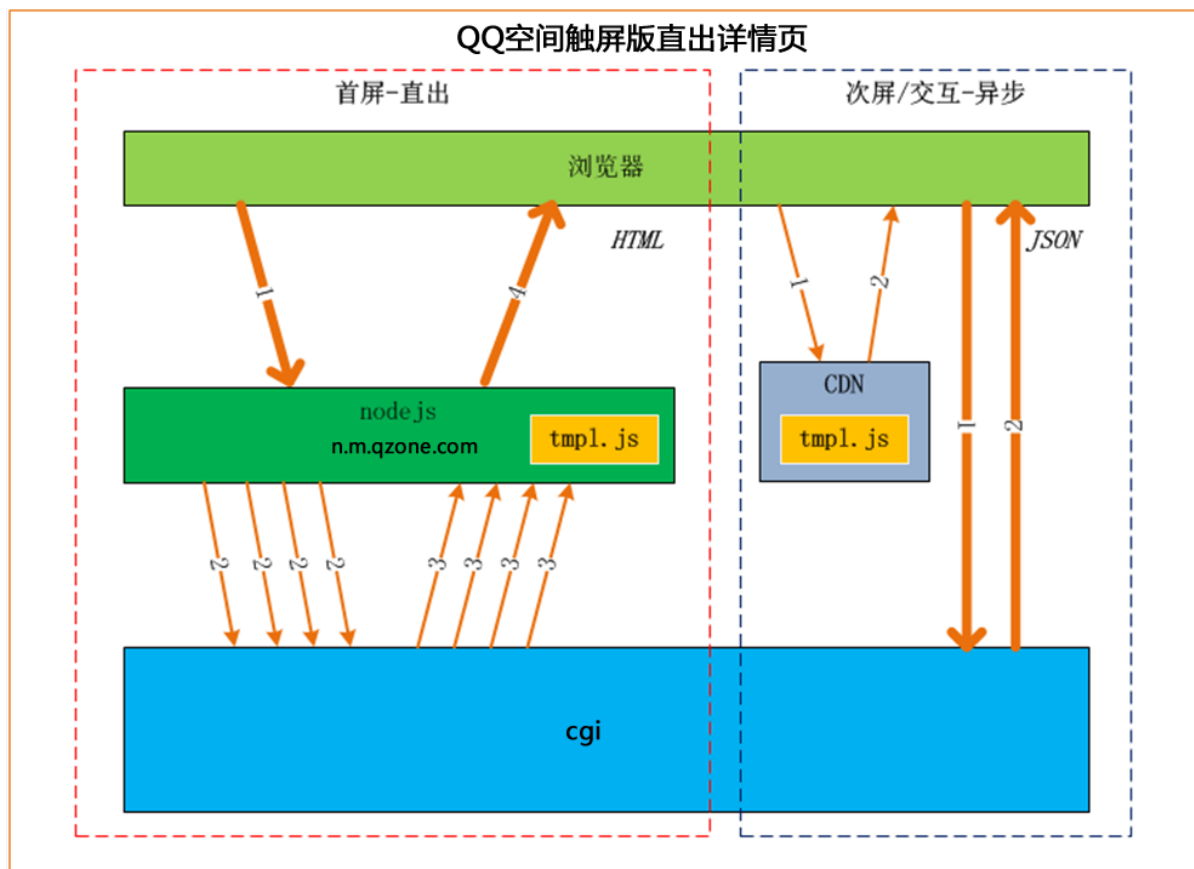 QQ空间触屏版直出详情页
首屏-直出
次屏/交互-异步
浏览器
HTML
JSON
1
4
1
2
CDN
nodejs
n.m.qzone.com
tmpl.js
tmpl.js
1
2
2
2
2
2
3
3
3
3
cgi